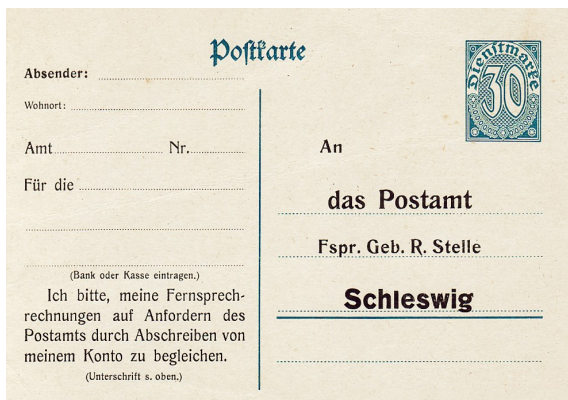 Postkarte
Dienstmarke
30
Absender:
Wohnort:
Amt Nr.
Für die
(Bank oder Kasse eintragen.)
Ich bitte, meine Fernsprech-
rechnungen auf Anfordern des
Postamts durch Abschreiben von
meinem Konto zu begleichen.
(Unterschrift s. oben.)
An
das Postamt
Fspr. Geb. R. Stelle
Schleswig